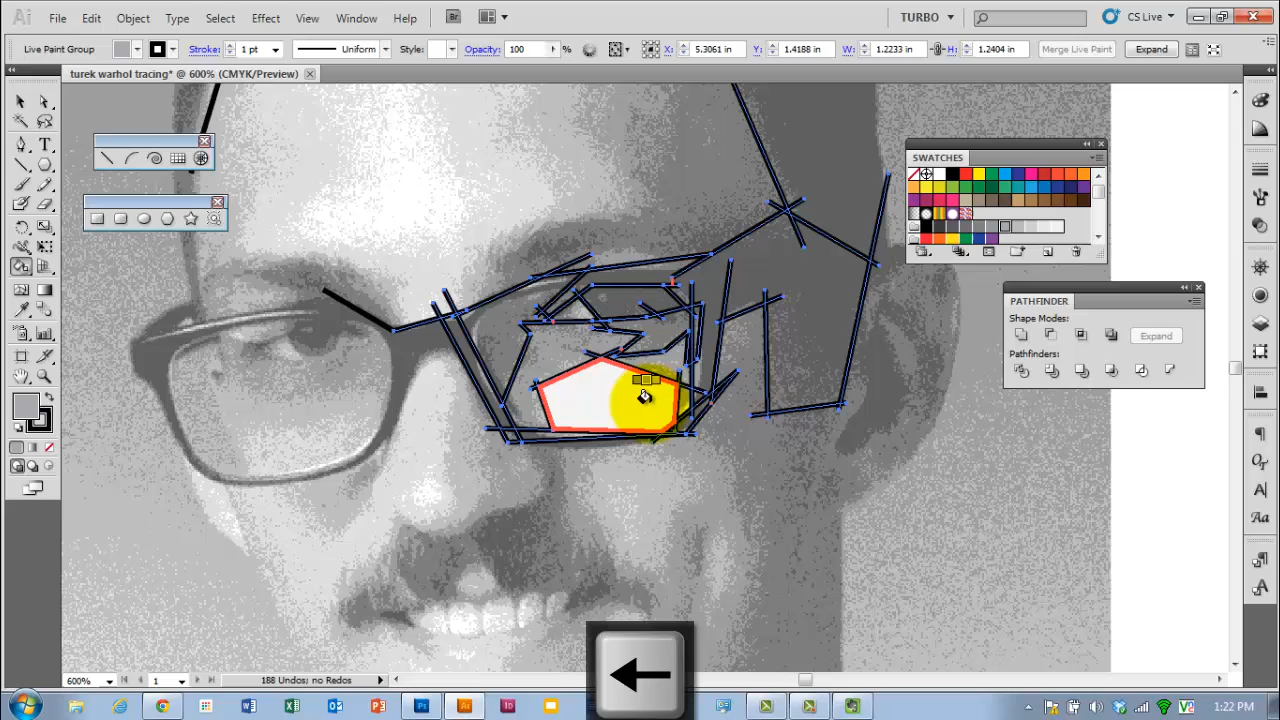 Ai File Edit Object Type Select Effect View Window Help Br TURBO CS Live
Live Paint Group Stroke: 1 pt Uniform Style: Opacity: 100 % X: 5.3061 in Y: 1.4188 in W: 1.2233 in H: 1.2404 in Merge Live Paint Expand
turek warhol tracing* @ 600% (CMYK/Preview)
SWATCHES
PATHFINDER
Shape Modes:
Expand
Pathfinders:
600% 1 188 Undos; no Redos
1:22 PM